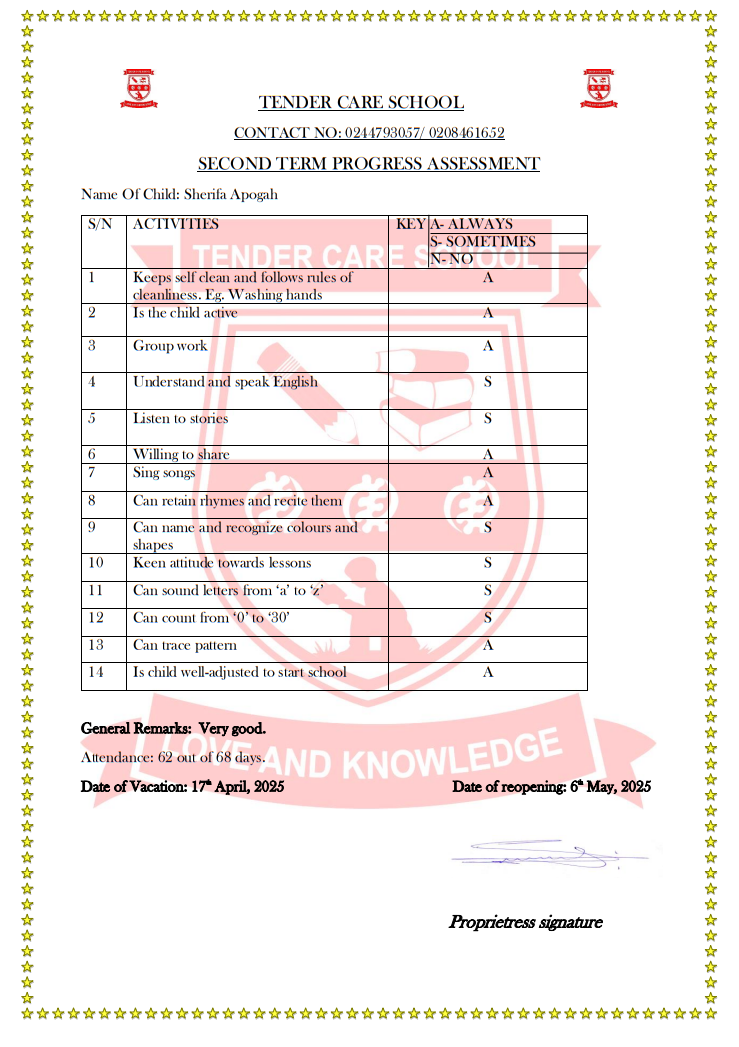 TENDER CARE SCHOOL
CONTACT NO: 0244793057/ 0208461652
SECOND TERM PROGRESS ASSESSMENT
Name Of Child: Sherifa Apogah
S/N ACTIVITIES KEY A- ALWAYS
S- SOMETIMES
N- NO
TENDER CARE SCHOOL
1 Keeps self clean and follows rules of A
cleanliness. Eg. Washing hands
2 Is the child active A
3 Group work A
4 Understand and speak English S
5 Listen to stories S
6 Willing to share A
7 Sing songs A
8 Can retain rhymes and recite them A
9 Can name and recognize colours and S
shapes
10 Keen attitude towards lessons S
11 Can sound letters from ‘a’ to ‘z’ S
12 Can count from ‘0’ to ‘30’ S
13 Can trace pattern A
14 Is child well-adjusted to start school A
General Remarks: Very good.
LOVE AND KNOWLEDGE
Attendance: 62 out of 68 days.
Date of Vacation: 17th April, 2025 Date of reopening: 6th May, 2025
Proprietress signature